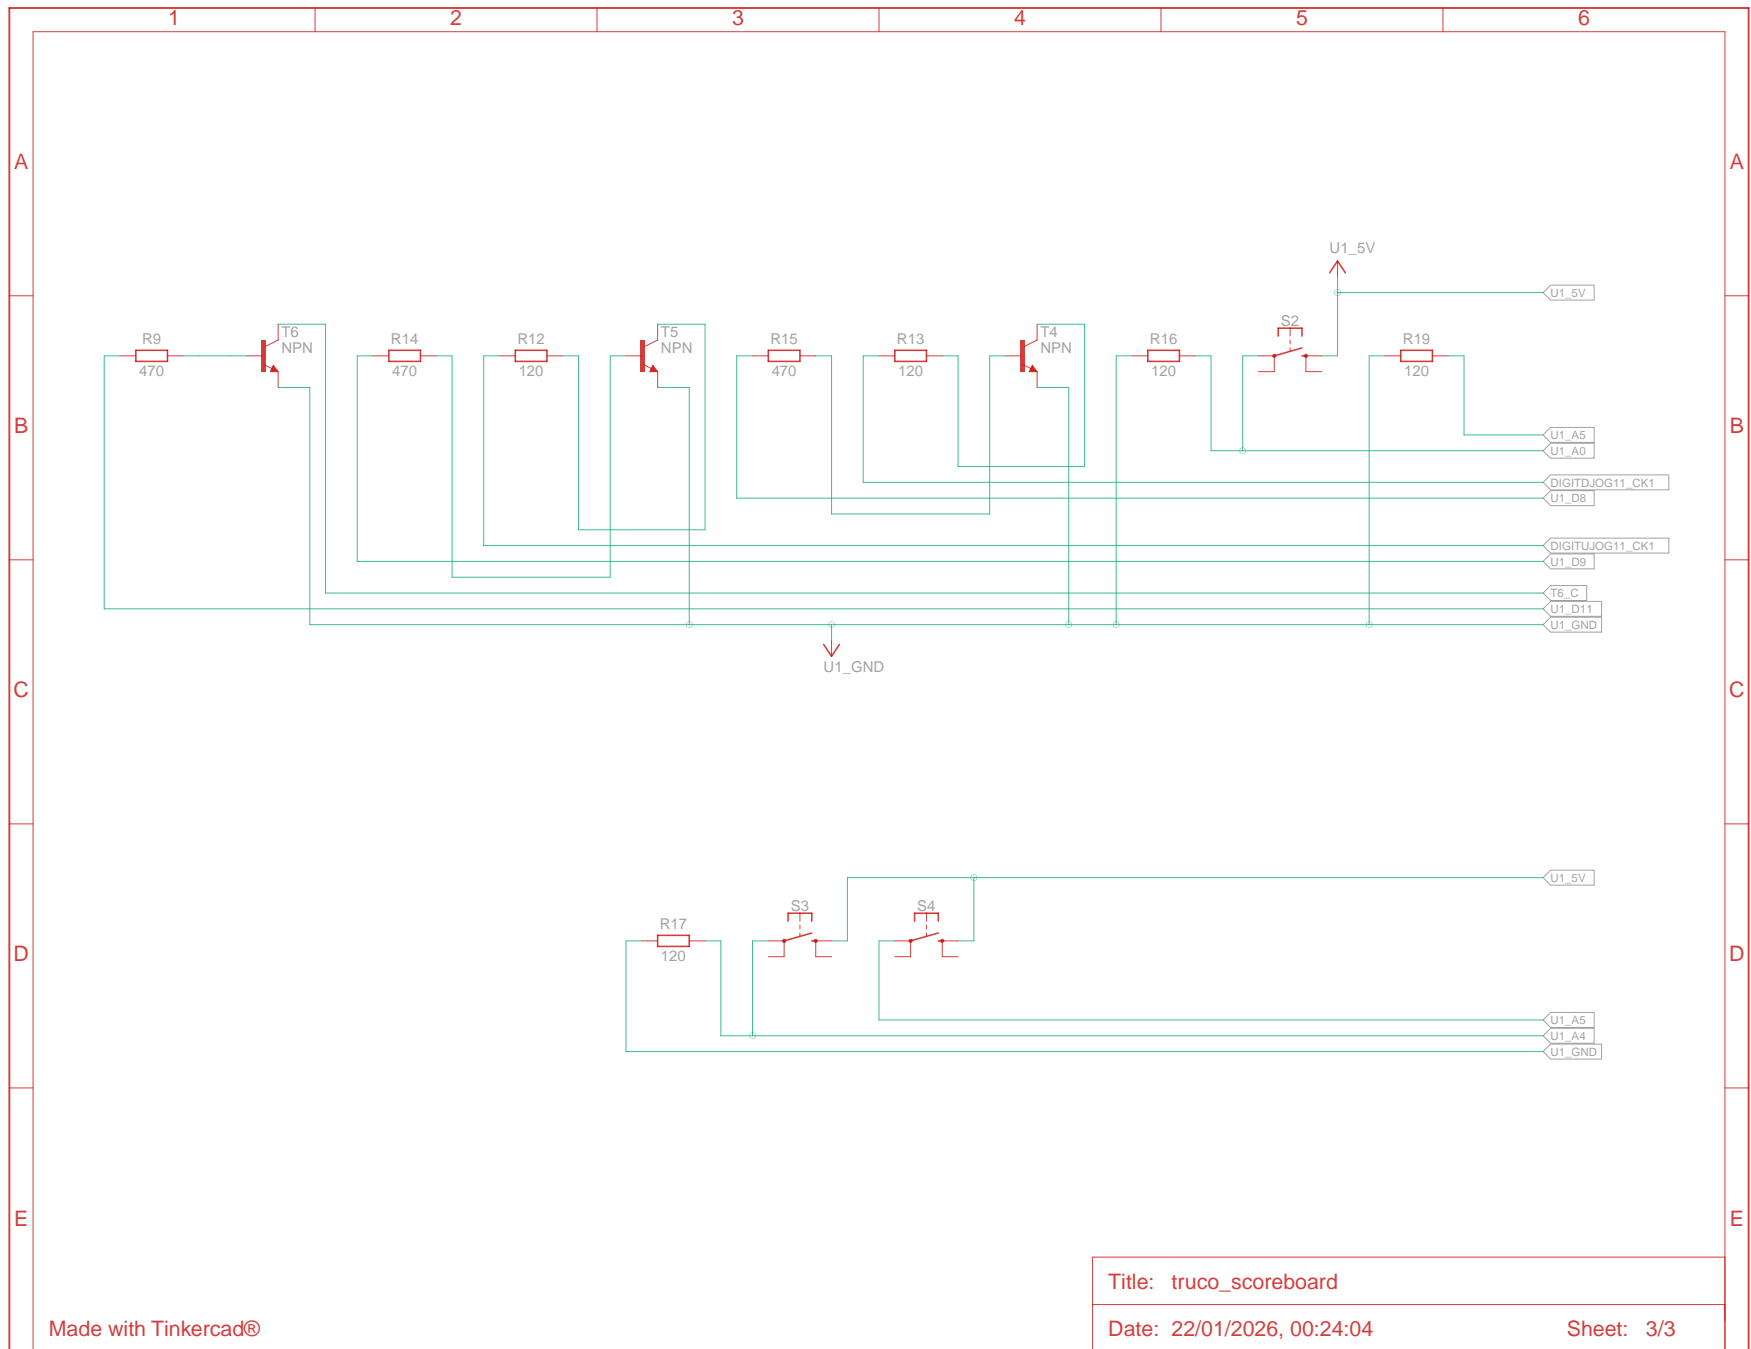 1 2 3 4 5 6
A A
U1_5V
U1_5V
R9 T6 R14 R12 T5 R15 R13 T4 R16 S2 R19
NPN NPN NPN
470 470 120 470 120 120 120
B B
U1_A5
U1_A0
DIGITDJOG11_CK1
U1_D8
DIGITUJOG11_CK1
U1_D9
T6_C
U1_D11
U1_GND
U1_GND
C C
U1_5V
R17 S3 S4
120
D D
U1_A5
U1_A4
U1_GND
E E
Title: truco_scoreboard
Made with Tinkercad®
Date: 22/01/2026, 00:24:04 Sheet: 3/3